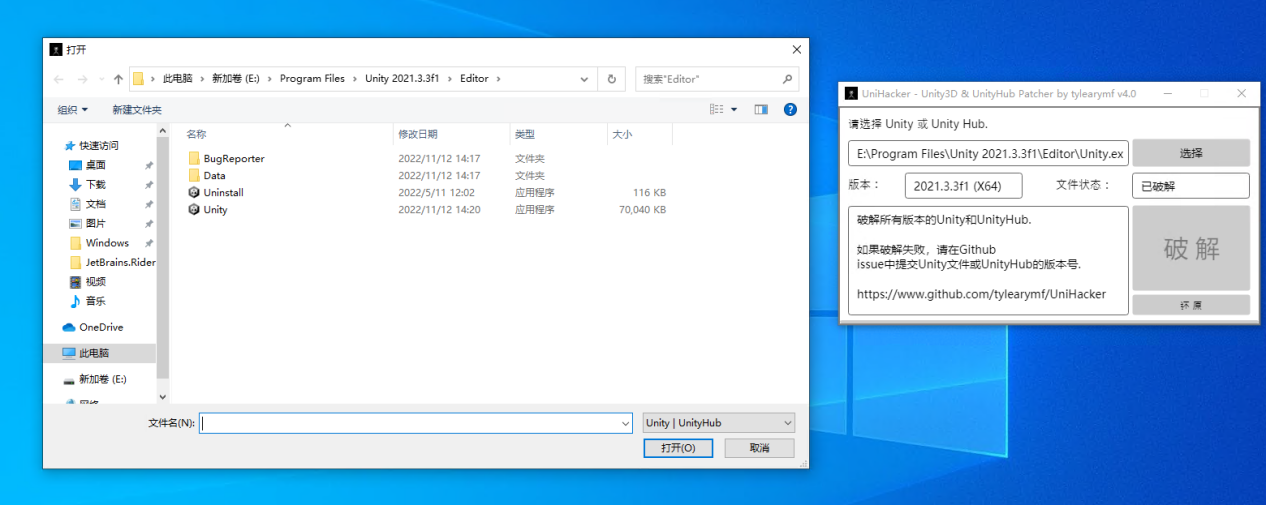 打开
此电脑 › 新加卷 (E:) › Program Files › Unity 2021.3.3f1 › Editor ›
搜索"Editor"
组织
新建文件夹
快速访问
桌面
下载
文档
图片
Windows
JetBrains.Rider
视频
音乐
OneDrive
此电脑
新加卷 (E:)
名称 修改日期 类型 大小
BugReporter 2022/11/12 14:17 文件夹
Data 2022/11/12 14:17 文件夹
Uninstall 2022/5/11 12:02 应用程序 116 KB
Unity 2022/11/12 14:20 应用程序 70,040 KB
文件名(N):
Unity | UnityHub
打开(O)
取消
UniHacker - Unity3D & UnityHub Patcher by tylearymf v4.0
请选择 Unity 或 Unity Hub.
E:\Program Files\Unity 2021.3.3f1\Editor\Unity.ex
选择
版本：
2021.3.3f1 (X64)
文件状态：
已破解
破解所有版本的Unity和UnityHub.
如果破解失败，请在Github
issue中提交Unity文件或UnityHub的版本号.
https://www.github.com/tylearymf/UniHacker
破 解
还 原